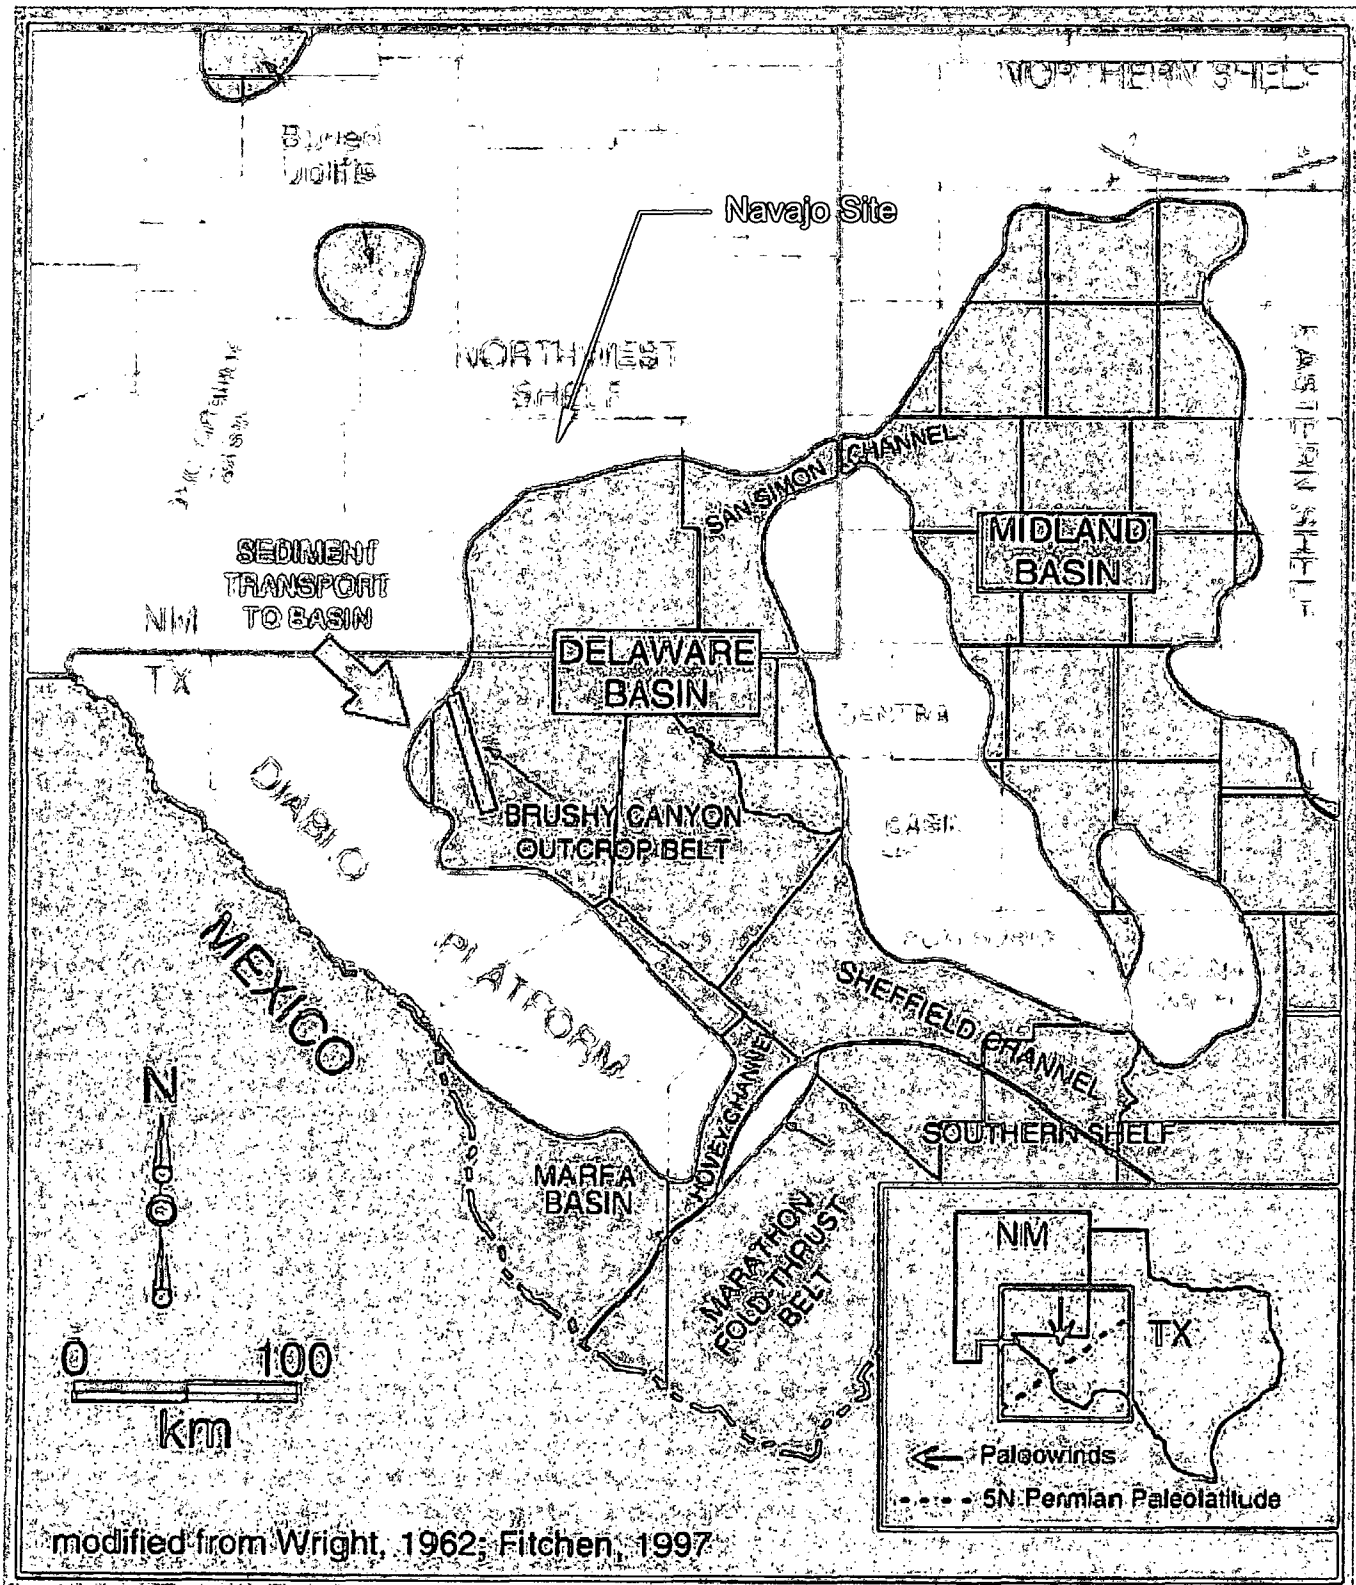 NORTHERN SHELF
Navajo Site
NORTHWEST
SHELF
EASTERN SHELF
SAN SIMON CHANNEL
MIDLAND
BASIN
SEDIMENT
TRANSPORT
TO BASIN
NM
TX
DELAWARE
BASIN
CENTRAL
DIABLO
PLATFORM
BRUSHY CANYON
OUTCROP BELT
MEXICO
SHEFFIELD CHANNEL
HOVEY CHANNEL
SOUTHERN SHELF
MARFA
BASIN
MARATHON
FOLD-THRUST
BELT
N
0 100
km
NM
TX
Paleowinds
5N Permian Paleolatitude
modified from Wright, 1962; Fitchen, 1997